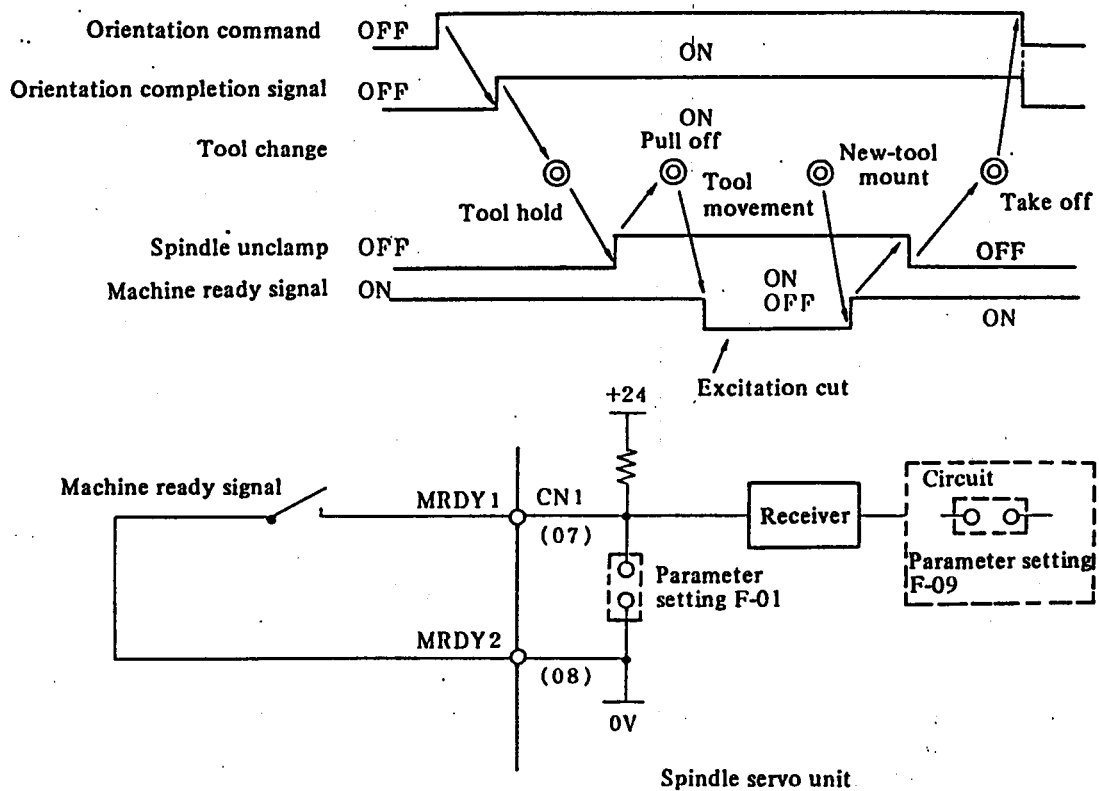 Orientation command OFF
ON
Orientation completion signal OFF
ON
Tool change
Pull off
New-tool
mount
Tool
movement
Tool hold
Take off
Spindle unclamp OFF
OFF
ON
Machine ready signal ON
OFF
ON
Excitation cut
+24
Machine ready signal
MRDY1
CN1
(07)
Receiver
Circuit
Parameter setting
F-09
Parameter
setting F-01
MRDY2
(08)
0V
Spindle servo unit